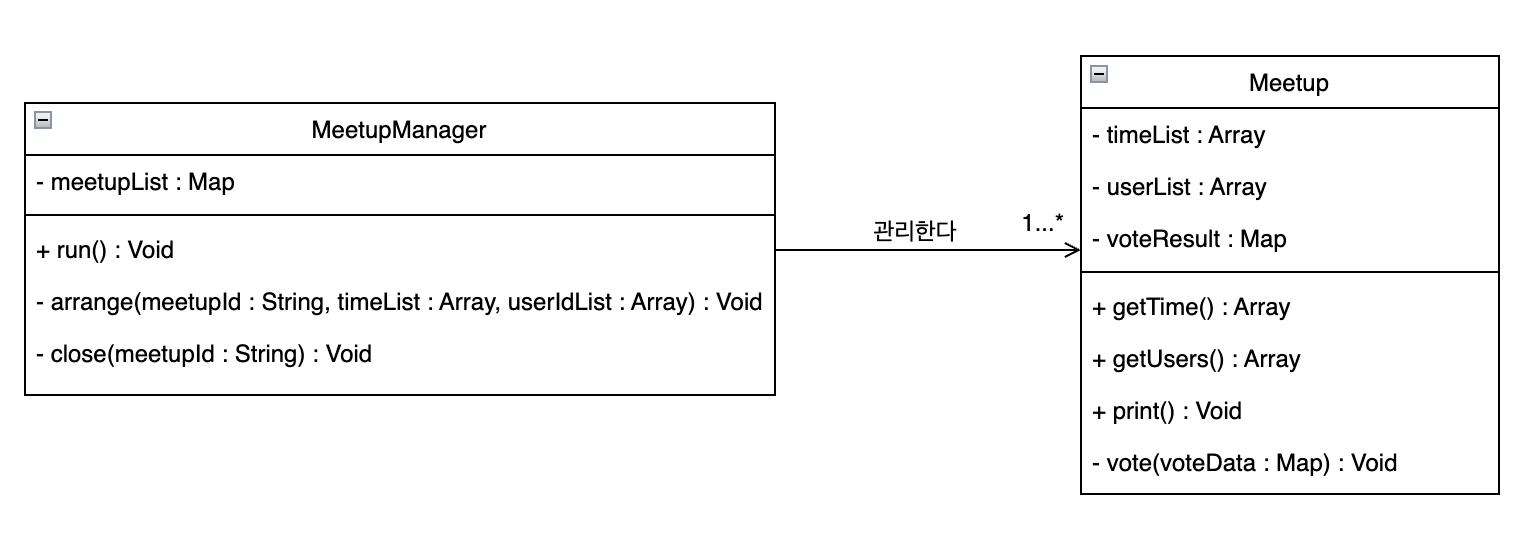 MeetupManager
- meetupList : Map
+ run() : Void
- arrange(meetupId : String, timeList : Array, userIdList : Array) : Void
- close(meetupId : String) : Void
관리한다
1...*
Meetup
- timeList : Array
- userList : Array
- voteResult : Map
+ getTime() : Array
+ getUsers() : Array
+ print() : Void
- vote(voteData : Map) : Void